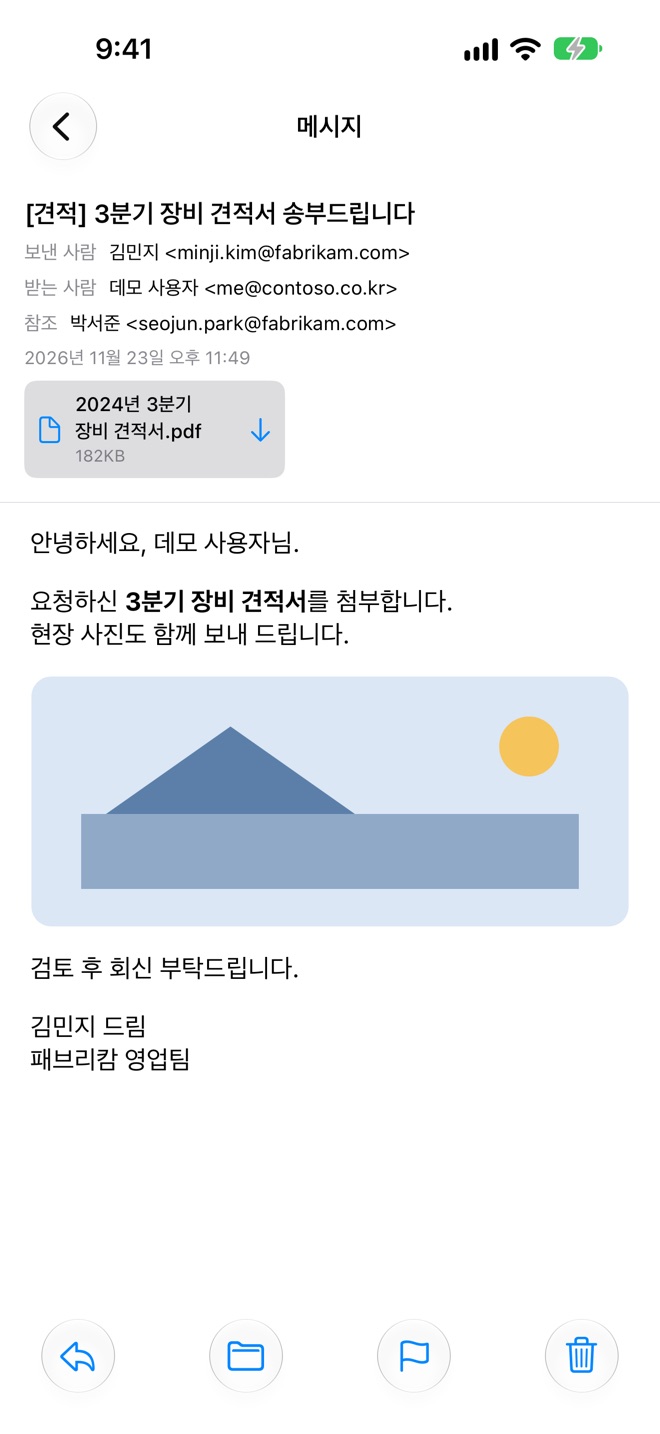 9:41
메시지
[견적] 3분기 장비 견적서 송부드립니다
보낸 사람 김민지 <minji.kim@fabrikam.com>
받는 사람 데모 사용자 <me@contoso.co.kr>
참조 박서준 <seojun.park@fabrikam.com>
2026년 11월 23일 오후 11:49
2024년 3분기
장비 견적서.pdf
182KB
안녕하세요, 데모 사용자님.
요청하신 3분기 장비 견적서를 첨부합니다.
현장 사진도 함께 보내 드립니다.
검토 후 회신 부탁드립니다.
김민지 드림
패브리캄 영업팀